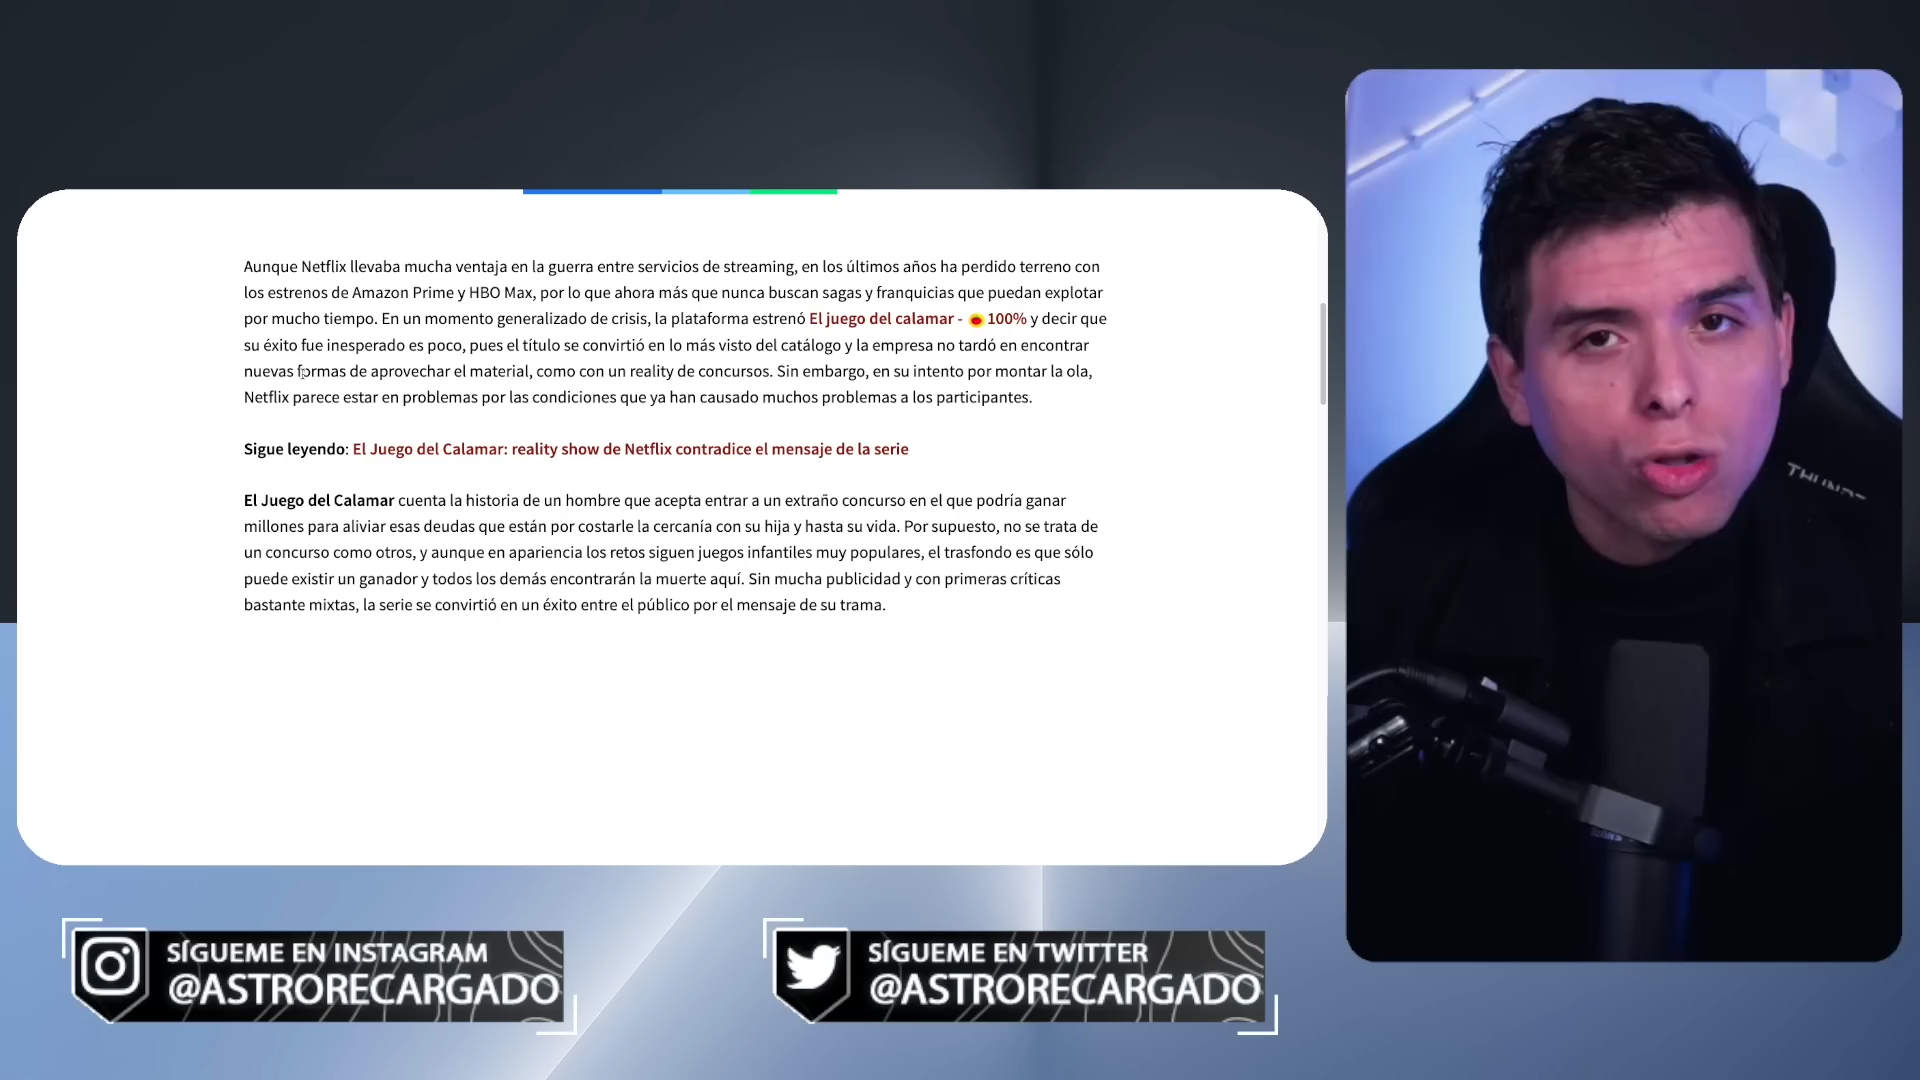 Aunque Netflix llevaba mucha ventaja en la guerra entre servicios de streaming, en los últimos años ha perdido terreno con
los estrenos de Amazon Prime y HBO Max, por lo que ahora más que nunca buscan sagas y franquicias que puedan explotar
por mucho tiempo. En un momento generalizado de crisis, la plataforma estrenó El juego del calamar - 100% y decir que
su éxito fue inesperado es poco, pues el título se convirtió en lo más visto del catálogo y la empresa no tardó en encontrar
nuevas formas de aprovechar el material, como con un reality de concursos. Sin embargo, en su intento por montar la ola,
Netflix parece estar en problemas por las condiciones que ya han causado muchos problemas a los participantes.
Sigue leyendo: El Juego del Calamar: reality show de Netflix contradice el mensaje de la serie
El Juego del Calamar cuenta la historia de un hombre que acepta entrar a un extraño concurso en el que podría ganar
millones para aliviar esas deudas que están por costarle la cercanía con su hija y hasta su vida. Por supuesto, no se trata de
un concurso como otros, y aunque en apariencia los retos siguen juegos infantiles muy populares, el trasfondo es que sólo
puede existir un ganador y todos los demás encontrarán la muerte aquí. Sin mucha publicidad y con primeras críticas
bastante mixtas, la serie se convirtió en un éxito entre el público por el mensaje de su trama.
SÍGUEME EN INSTAGRAM
@ASTRORECARGADO
SÍGUEME EN TWITTER
@ASTRORECARGADO